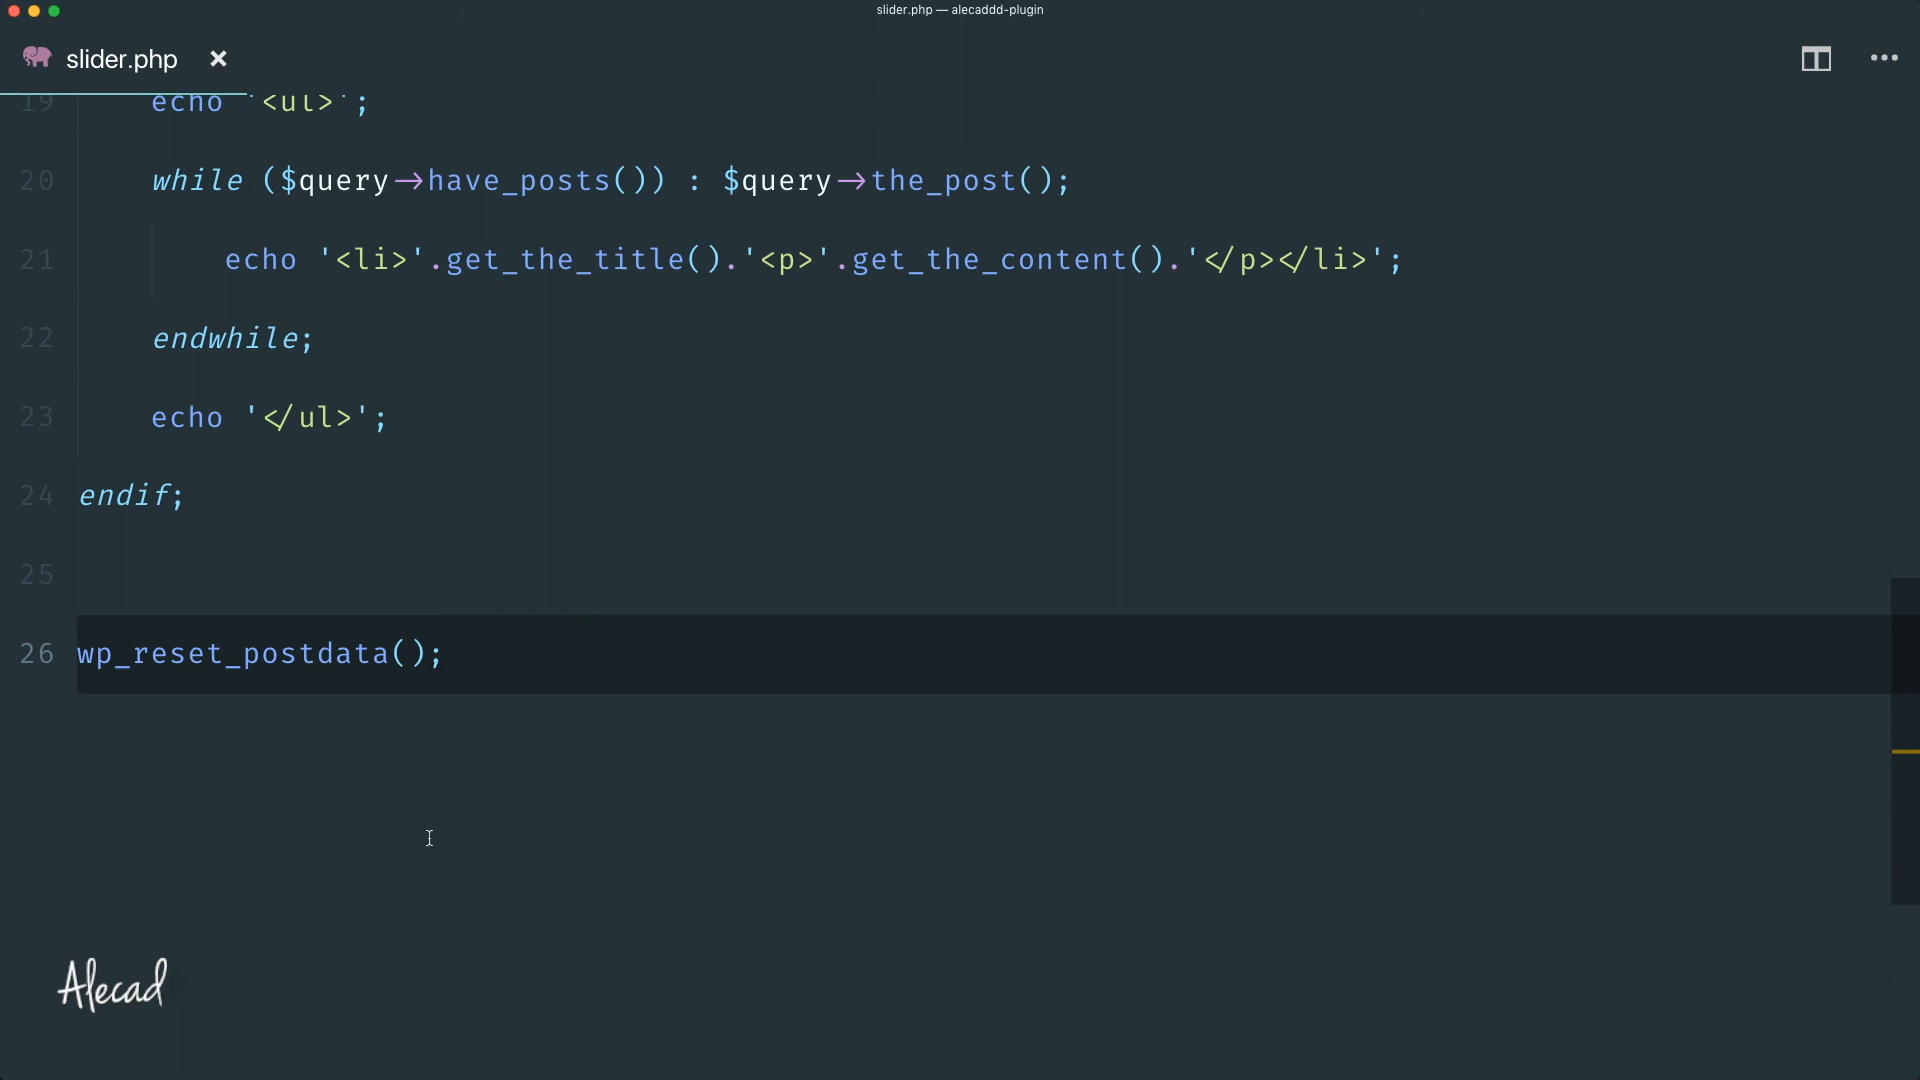 slider.php — alecaddd-plugin
slider.php
19 echo '<ul>';
20 while ($query->have_posts()) : $query->the_post();
21 echo '<li>'.get_the_title().'<p>'.get_the_content().'</p></li>';
22 endwhile;
23 echo '</ul>';
24 endif;
25
26 wp_reset_postdata();
Alecad